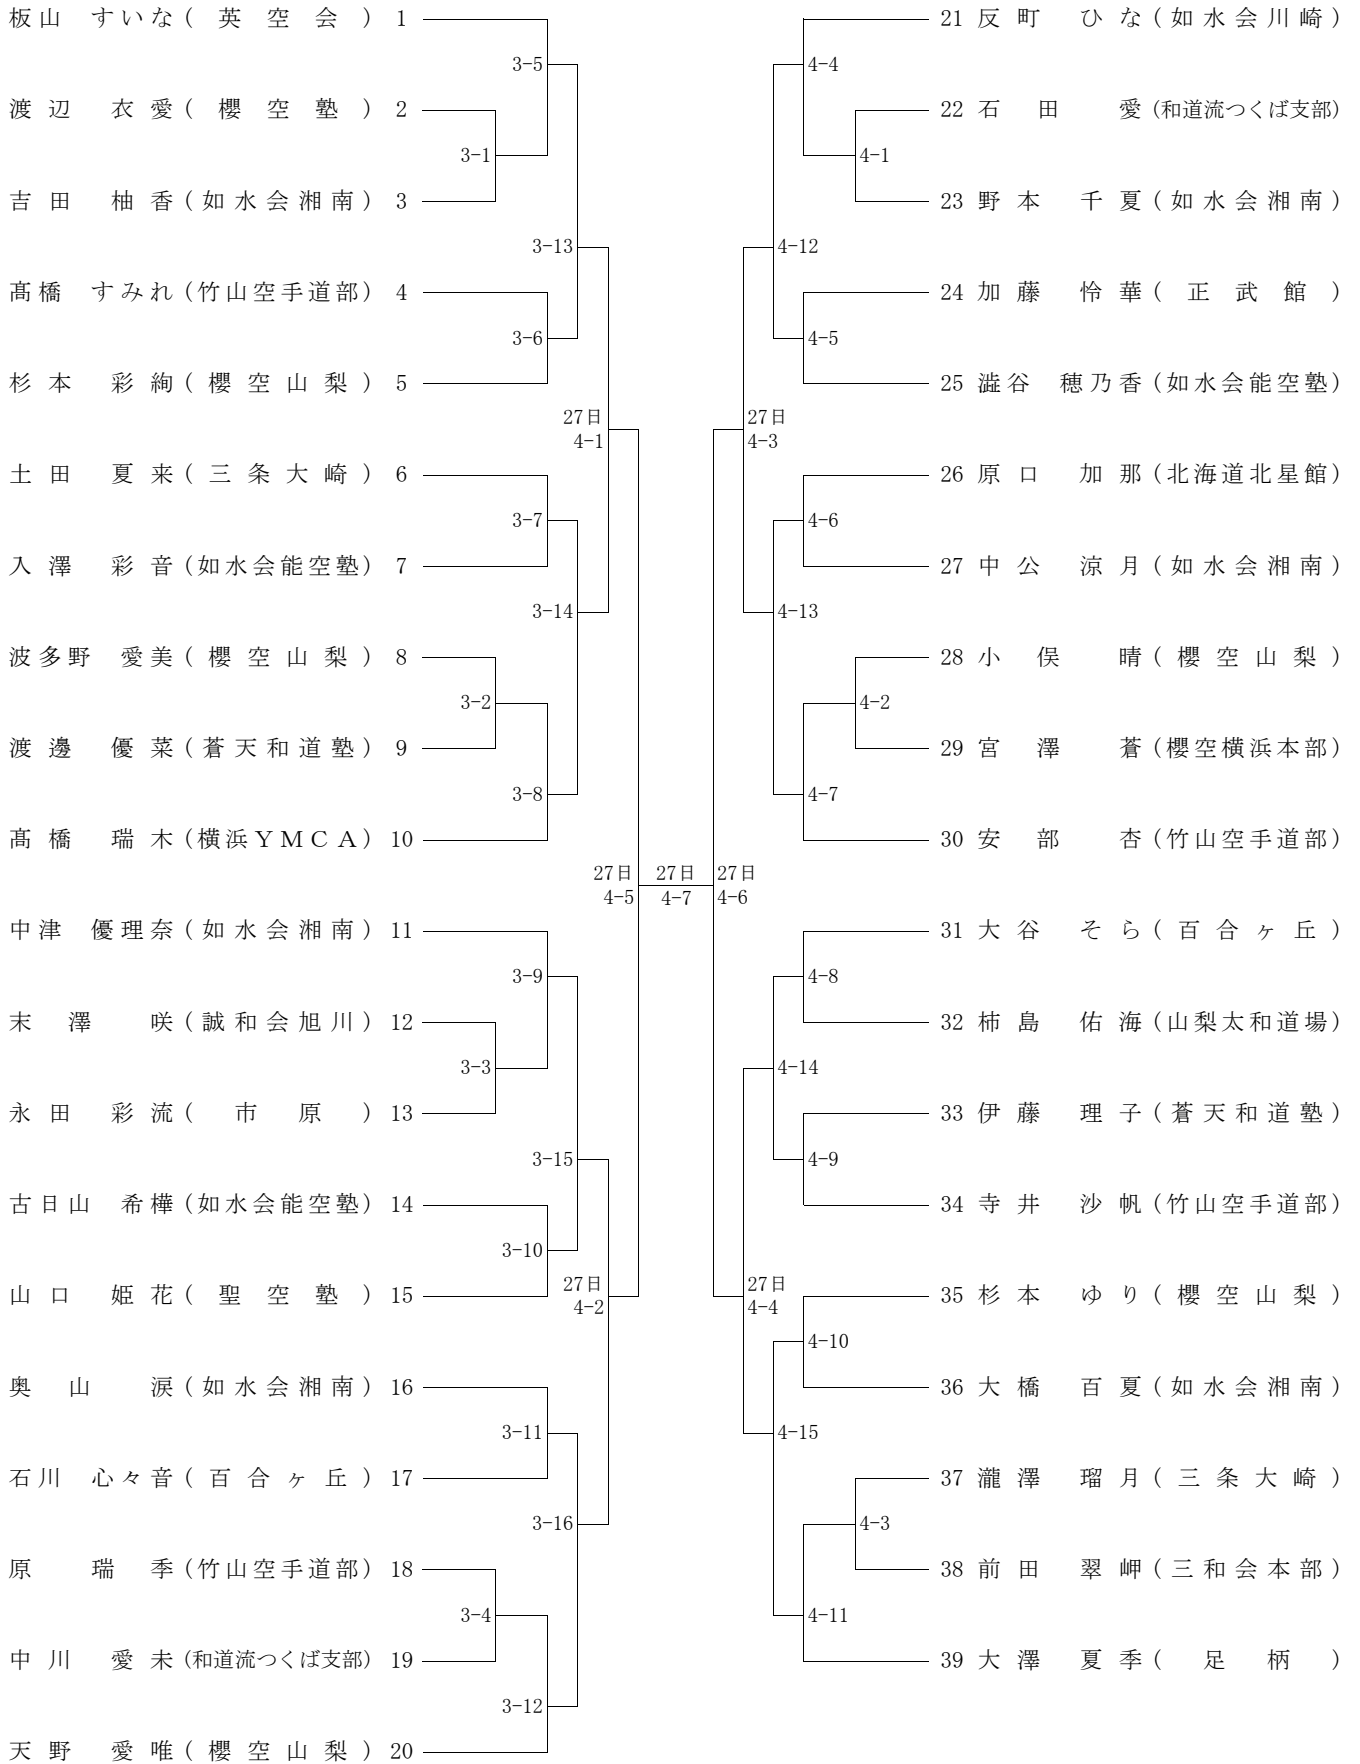 板山 すいな(英空会) 1
3-5
渡辺 衣愛(櫻空塾) 2
3-1
吉田 柚香(如水会湘南) 3
3-13
髙橋 すみれ(竹山空手道部) 4
3-6
杉本 彩絢(櫻空山梨) 5
27日
4-1
土田 夏来(三条大崎) 6
3-7
入澤 彩音(如水会能空塾) 7
3-14
波多野 愛美(櫻空山梨) 8
3-2
渡邊 優菜(蒼天和道塾) 9
3-8
髙橋 瑞木(横浜YMCA) 10
27日
4-5
27日
4-7
中津 優理奈(如水会湘南) 11
3-9
末澤 咲(誠和会旭川) 12
3-3
永田 彩流(市原) 13
3-15
古日山 希樺(如水会能空塾) 14
3-10
山口 姫花(聖空塾) 15
27日
4-2
奥山 涙(如水会湘南) 16
3-11
石川 心々音(百合ヶ丘) 17
3-16
原 瑞季(竹山空手道部) 18
3-4
中川 愛未(和道流つくば支部) 19
3-12
天野 愛唯(櫻空山梨) 20
21 反町 ひな(如水会川崎)
4-4
22 石田 愛(和道流つくば支部)
4-1
23 野本 千夏(如水会湘南)
4-12
24 加藤 怜華(正武館)
4-5
25 澁谷 穂乃香(如水会能空塾)
27日
4-3
26 原口 加那(北海道北星館)
4-6
27 中公 涼月(如水会湘南)
4-13
28 小俣 晴(櫻空山梨)
4-2
29 宮澤 蒼(櫻空横浜本部)
4-7
30 安部 杏(竹山空手道部)
27日
4-6
31 大谷 そら(百合ヶ丘)
4-8
32 柿島 佑海(山梨太和道場)
4-14
33 伊藤 理子(蒼天和道塾)
4-9
34 寺井 沙帆(竹山空手道部)
27日
4-4
35 杉本 ゆり(櫻空山梨)
4-10
36 大橋 百夏(如水会湘南)
4-15
37 瀧澤 瑠月(三条大崎)
4-3
38 前田 翠岬(三和会本部)
4-11
39 大澤 夏季(足柄)